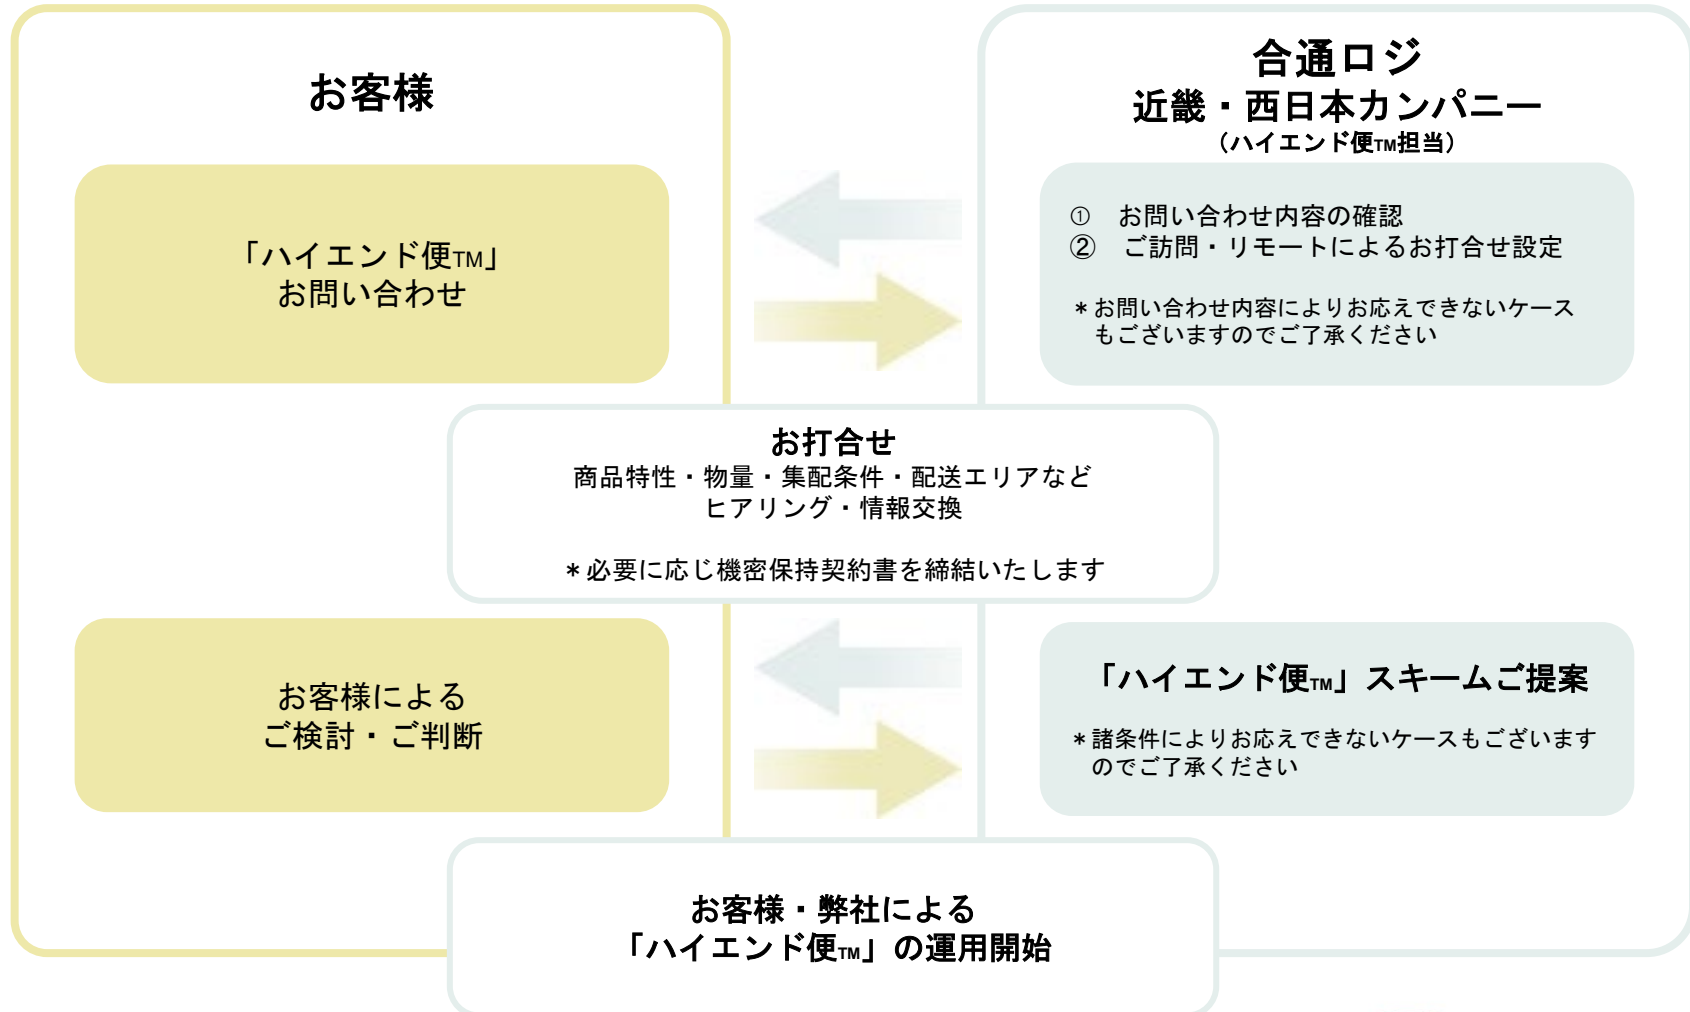 お客様
合通ロジ
近畿・西日本カンパニー
（ハイエンド便TM担当）
「ハイエンド便TM」
お問い合わせ
① お問い合わせ内容の確認
② ご訪問・リモートによるお打合せ設定
＊お問い合わせ内容によりお応えできないケース
もございますのでご了承ください
お打合せ
商品特性・物量・集配条件・配送エリアなど
ヒアリング・情報交換
＊必要に応じ機密保持契約書を締結いたします
お客様による
ご検討・ご判断
「ハイエンド便TM」スキームご提案
＊諸条件によりお応えできないケースもございます
のでご了承ください
お客様・弊社による
「ハイエンド便TM」の運用開始